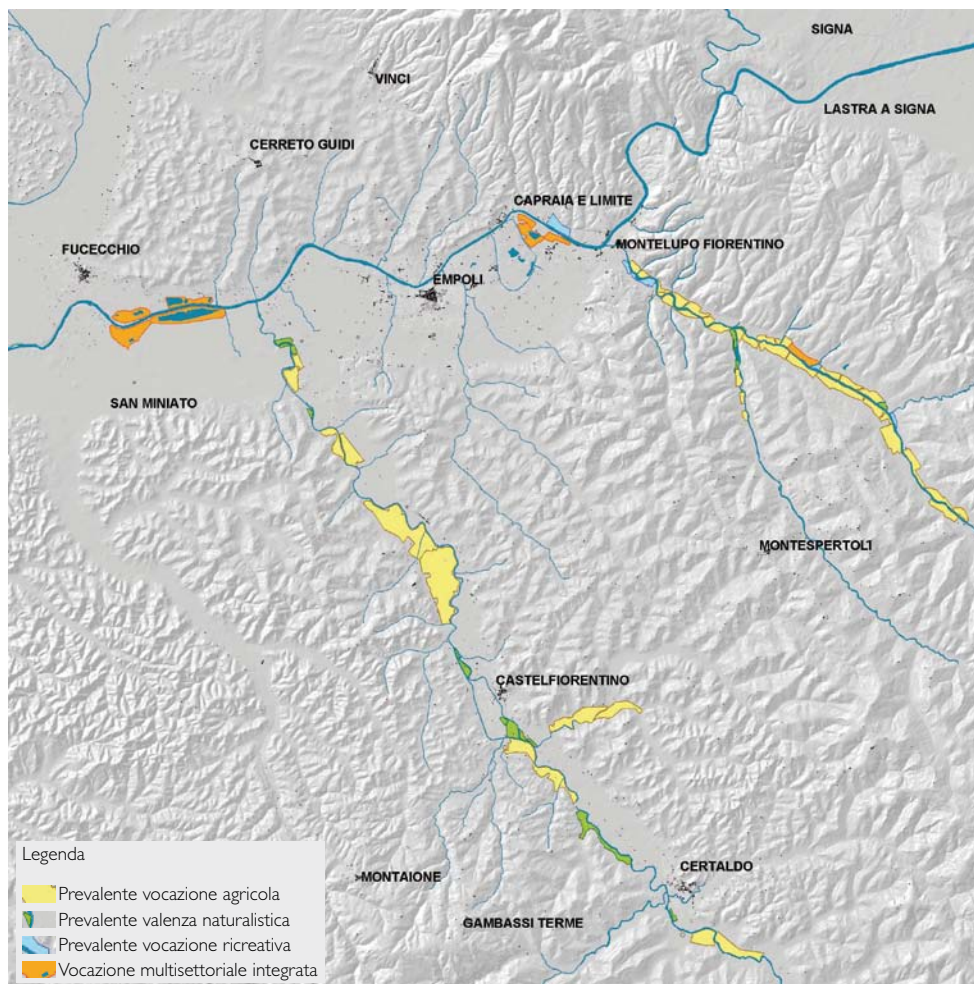 SIGNA
VINCI
LASTRA A SIGNA
CERRETO GUIDI
CAPRAIA E LIMITE
FUCECCHIO
MONTELUPO FIORENTINO
EMPOLI
SAN MINIATO
MONTESPERTOLI
CASTELFIORENTINO
CERTALDO
MONTAIONE
GAMBASSI TERME
Legenda
Prevalente vocazione agricola
Prevalente valenza naturalistica
Prevalente vocazione ricreativa
Vocazione multisettoriale integrata